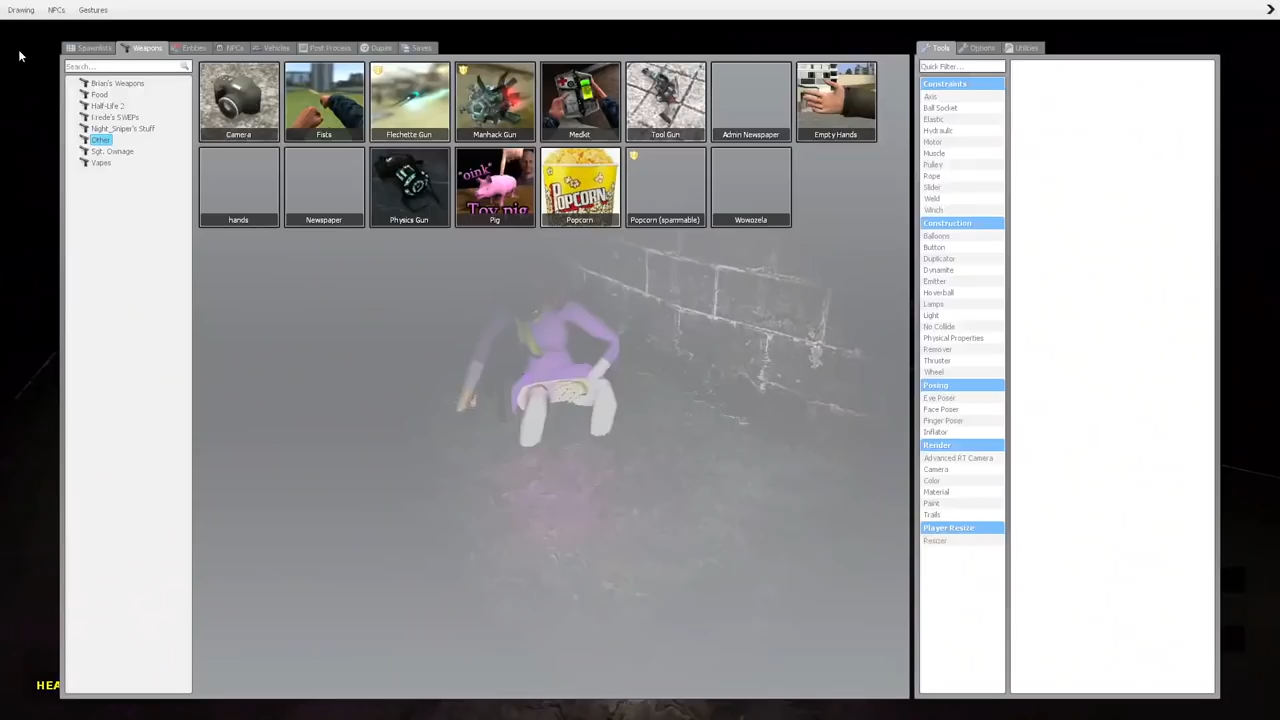 Drawing NPCs Gestures
Spawnlists Weapons Entities NPCs Vehicles Post Process Dupes Saves
Search...
Brian's Weapons
Food
Half-Life 2
Night_Sniper's Stuff
Other
Sgt. Ownage
Vapes
Camera Fists Flechette Gun Manhack Gun Medkit Tool Gun Admin Newspaper Empty Hands
"oink"
Toy pig
POPCORN
hands Newspaper Physics Gun Pig Popcorn Popcorn (spammable) Wowozela
HEA
Tools Options Utilities
Quick Filter...
Constraints
Axis
Ball Socket
Elastic
Hydraulic
Motor
Muscle
Pulley
Rope
Slider
Weld
Winch
Construction
Balloons
Button
Duplicator
Dynamite
Emitter
Hoverball
Lamps
Light
No Collide
Physical Properties
Remover
Thruster
Wheel
Posing
Eye Poser
Face Poser
Finger Poser
Inflator
Render
Advanced RT Camera
Camera
Color
Material
Paint
Trails
Player Resize
Resizer